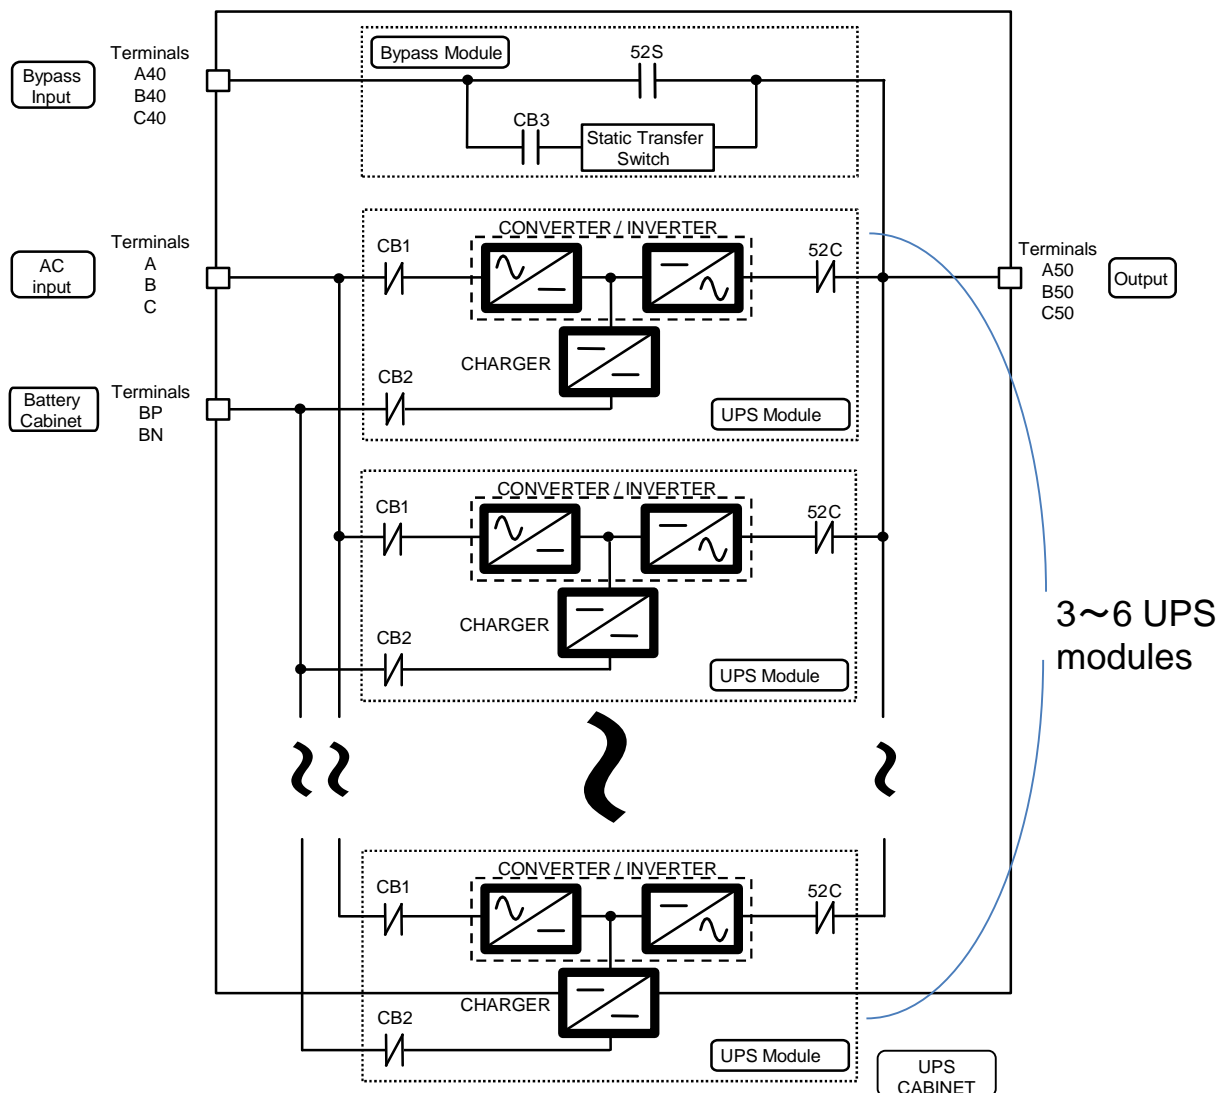 Bypass Module
52S
Terminals
A40
B40
C40
Bypass
Input
CB3
Static Transfer
Switch
CONVERTER / INVERTER
Terminals
A
B
C
AC
input
CB1
52C
Terminals
A50
B50
C50
Output
CHARGER
CB2
Battery
Cabinet
Terminals
BP
BN
UPS Module
CONVERTER / INVERTER
CB1
52C
CHARGER
CB2
UPS Module
3～6 UPS
modules
CONVERTER / INVERTER
CB1
52C
CHARGER
CB2
UPS Module
UPS
CABINET